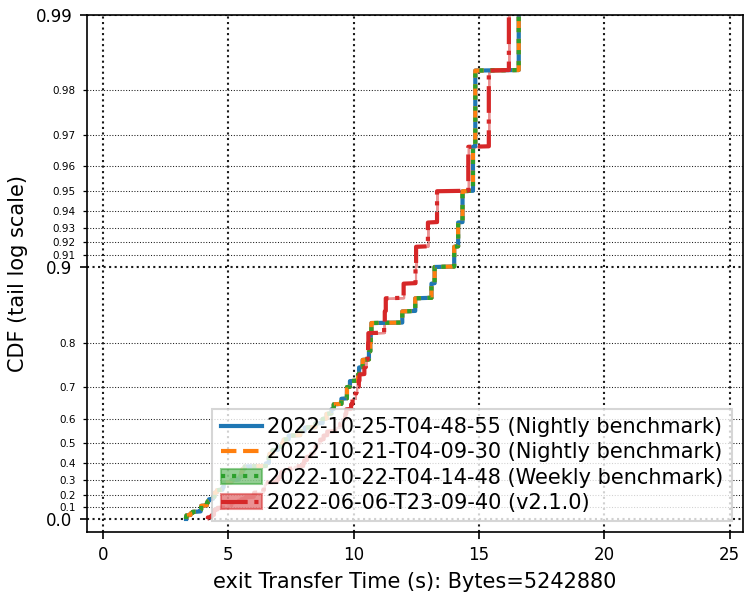 0.99
0.98
0.97
0.96
0.95
0.94
0.93
0.92
0.91
0.9
0.8
0.7
0.6
0.5
0.4
0.3
0.2
0.1
0.0
CDF (tail log scale)
2022-10-25-T04-48-55 (Nightly benchmark)
2022-10-21-T04-09-30 (Nightly benchmark)
2022-10-22-T04-14-48 (Weekly benchmark)
2022-06-06-T23-09-40 (v2.1.0)
0 5 10 15 20 25
exit Transfer Time (s): Bytes=5242880